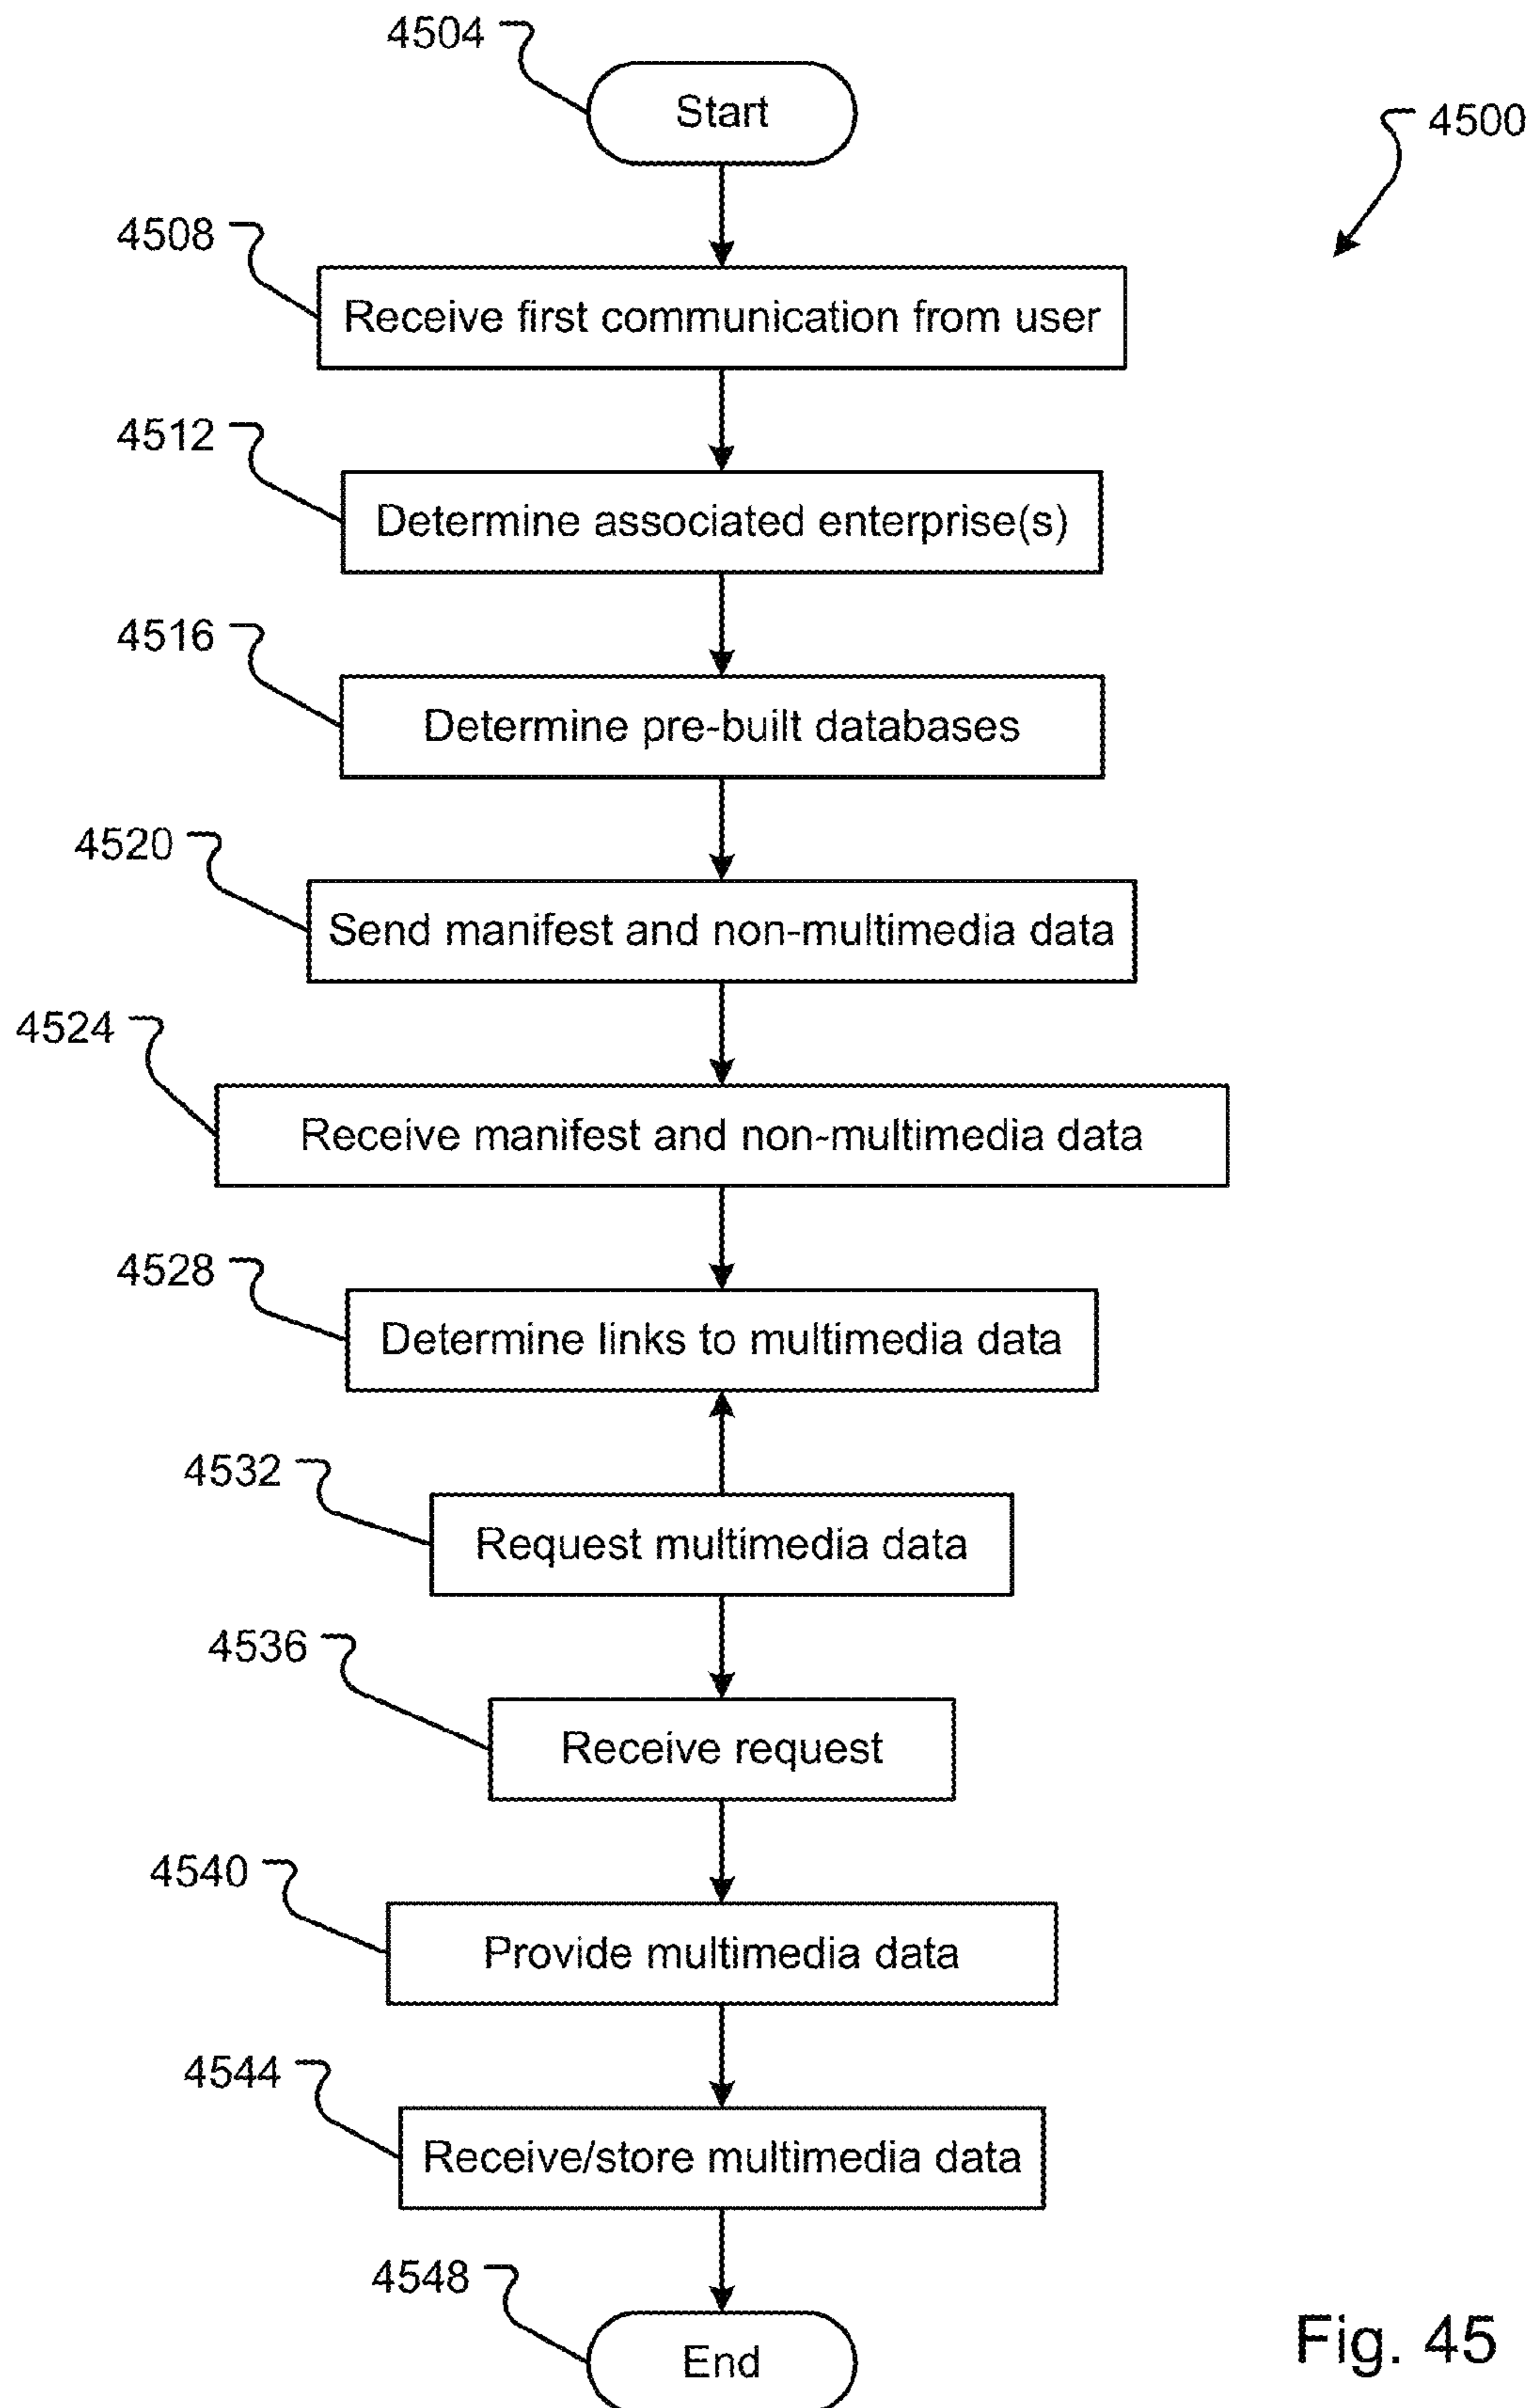 4504
Start
4500
4508
Receive first communication from user
4512
Determine associated enterprise(s)
4516
Determine pre-built databases
4520
Send manifest and non-multimedia data
4524
Receive manifest and non-multimedia data
4528
Determine links to multimedia data
4532
Request multimedia data
4536
Receive request
4540
Provide multimedia data
4544
Receive/store multimedia data
4548
End
Fig. 45